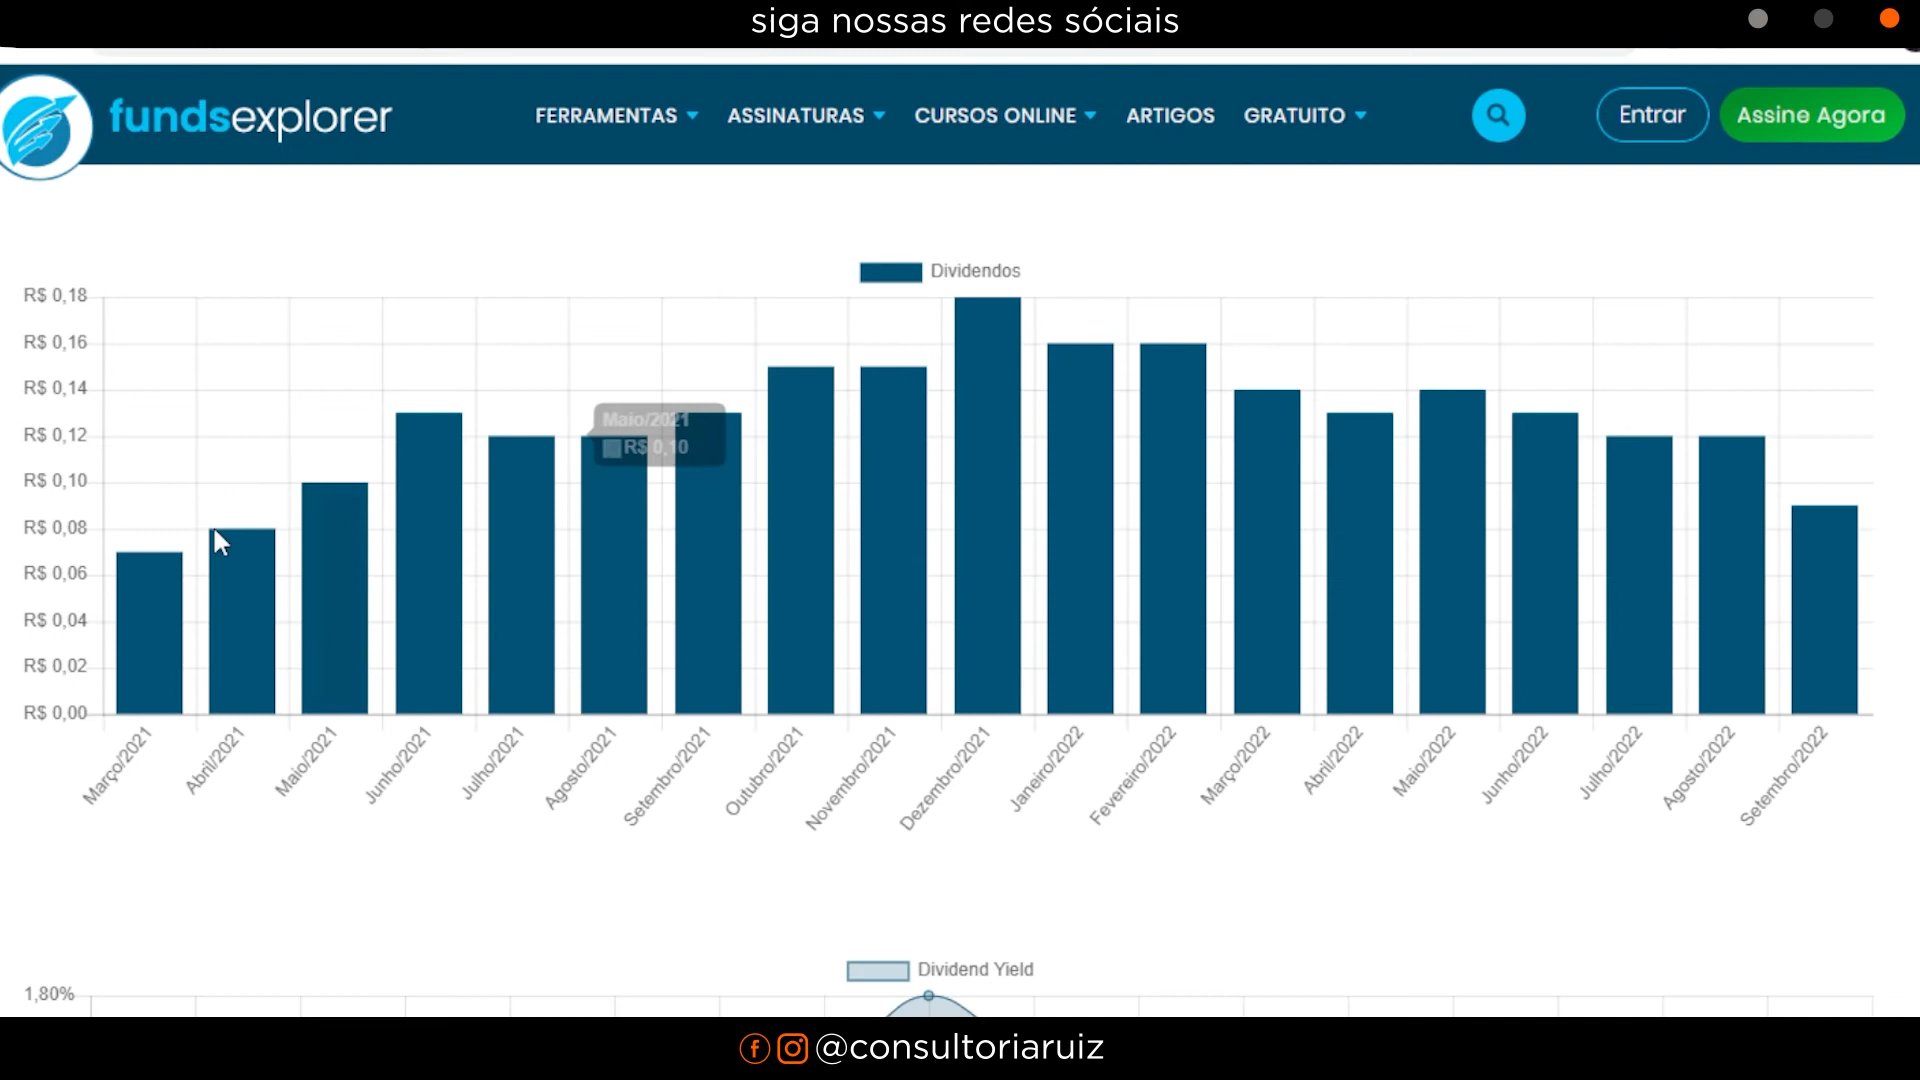 siga nossas redes sóciais
fundsexplorer
FERRAMENTAS ASSINATURAS CURSOS ONLINE ARTIGOS GRATUITO Entrar Assine Agora
Dividendos
R$ 0,18
R$ 0,16
R$ 0,14
R$ 0,12
R$ 0,10
R$ 0,08
R$ 0,06
R$ 0,04
R$ 0,02
R$ 0,00
Maio/2021
R$ 0,10
Março/2021
Abril/2021
Maio/2021
Junho/2021
Julho/2021
Agosto/2021
Setembro/2021
Outubro/2021
Novembro/2021
Dezembro/2021
Janeiro/2022
Fevereiro/2022
Março/2022
Abril/2022
Maio/2022
Junho/2022
Julho/2022
Agosto/2022
Setembro/2022
Dividend Yield
1,80%
@consultoriaruiz